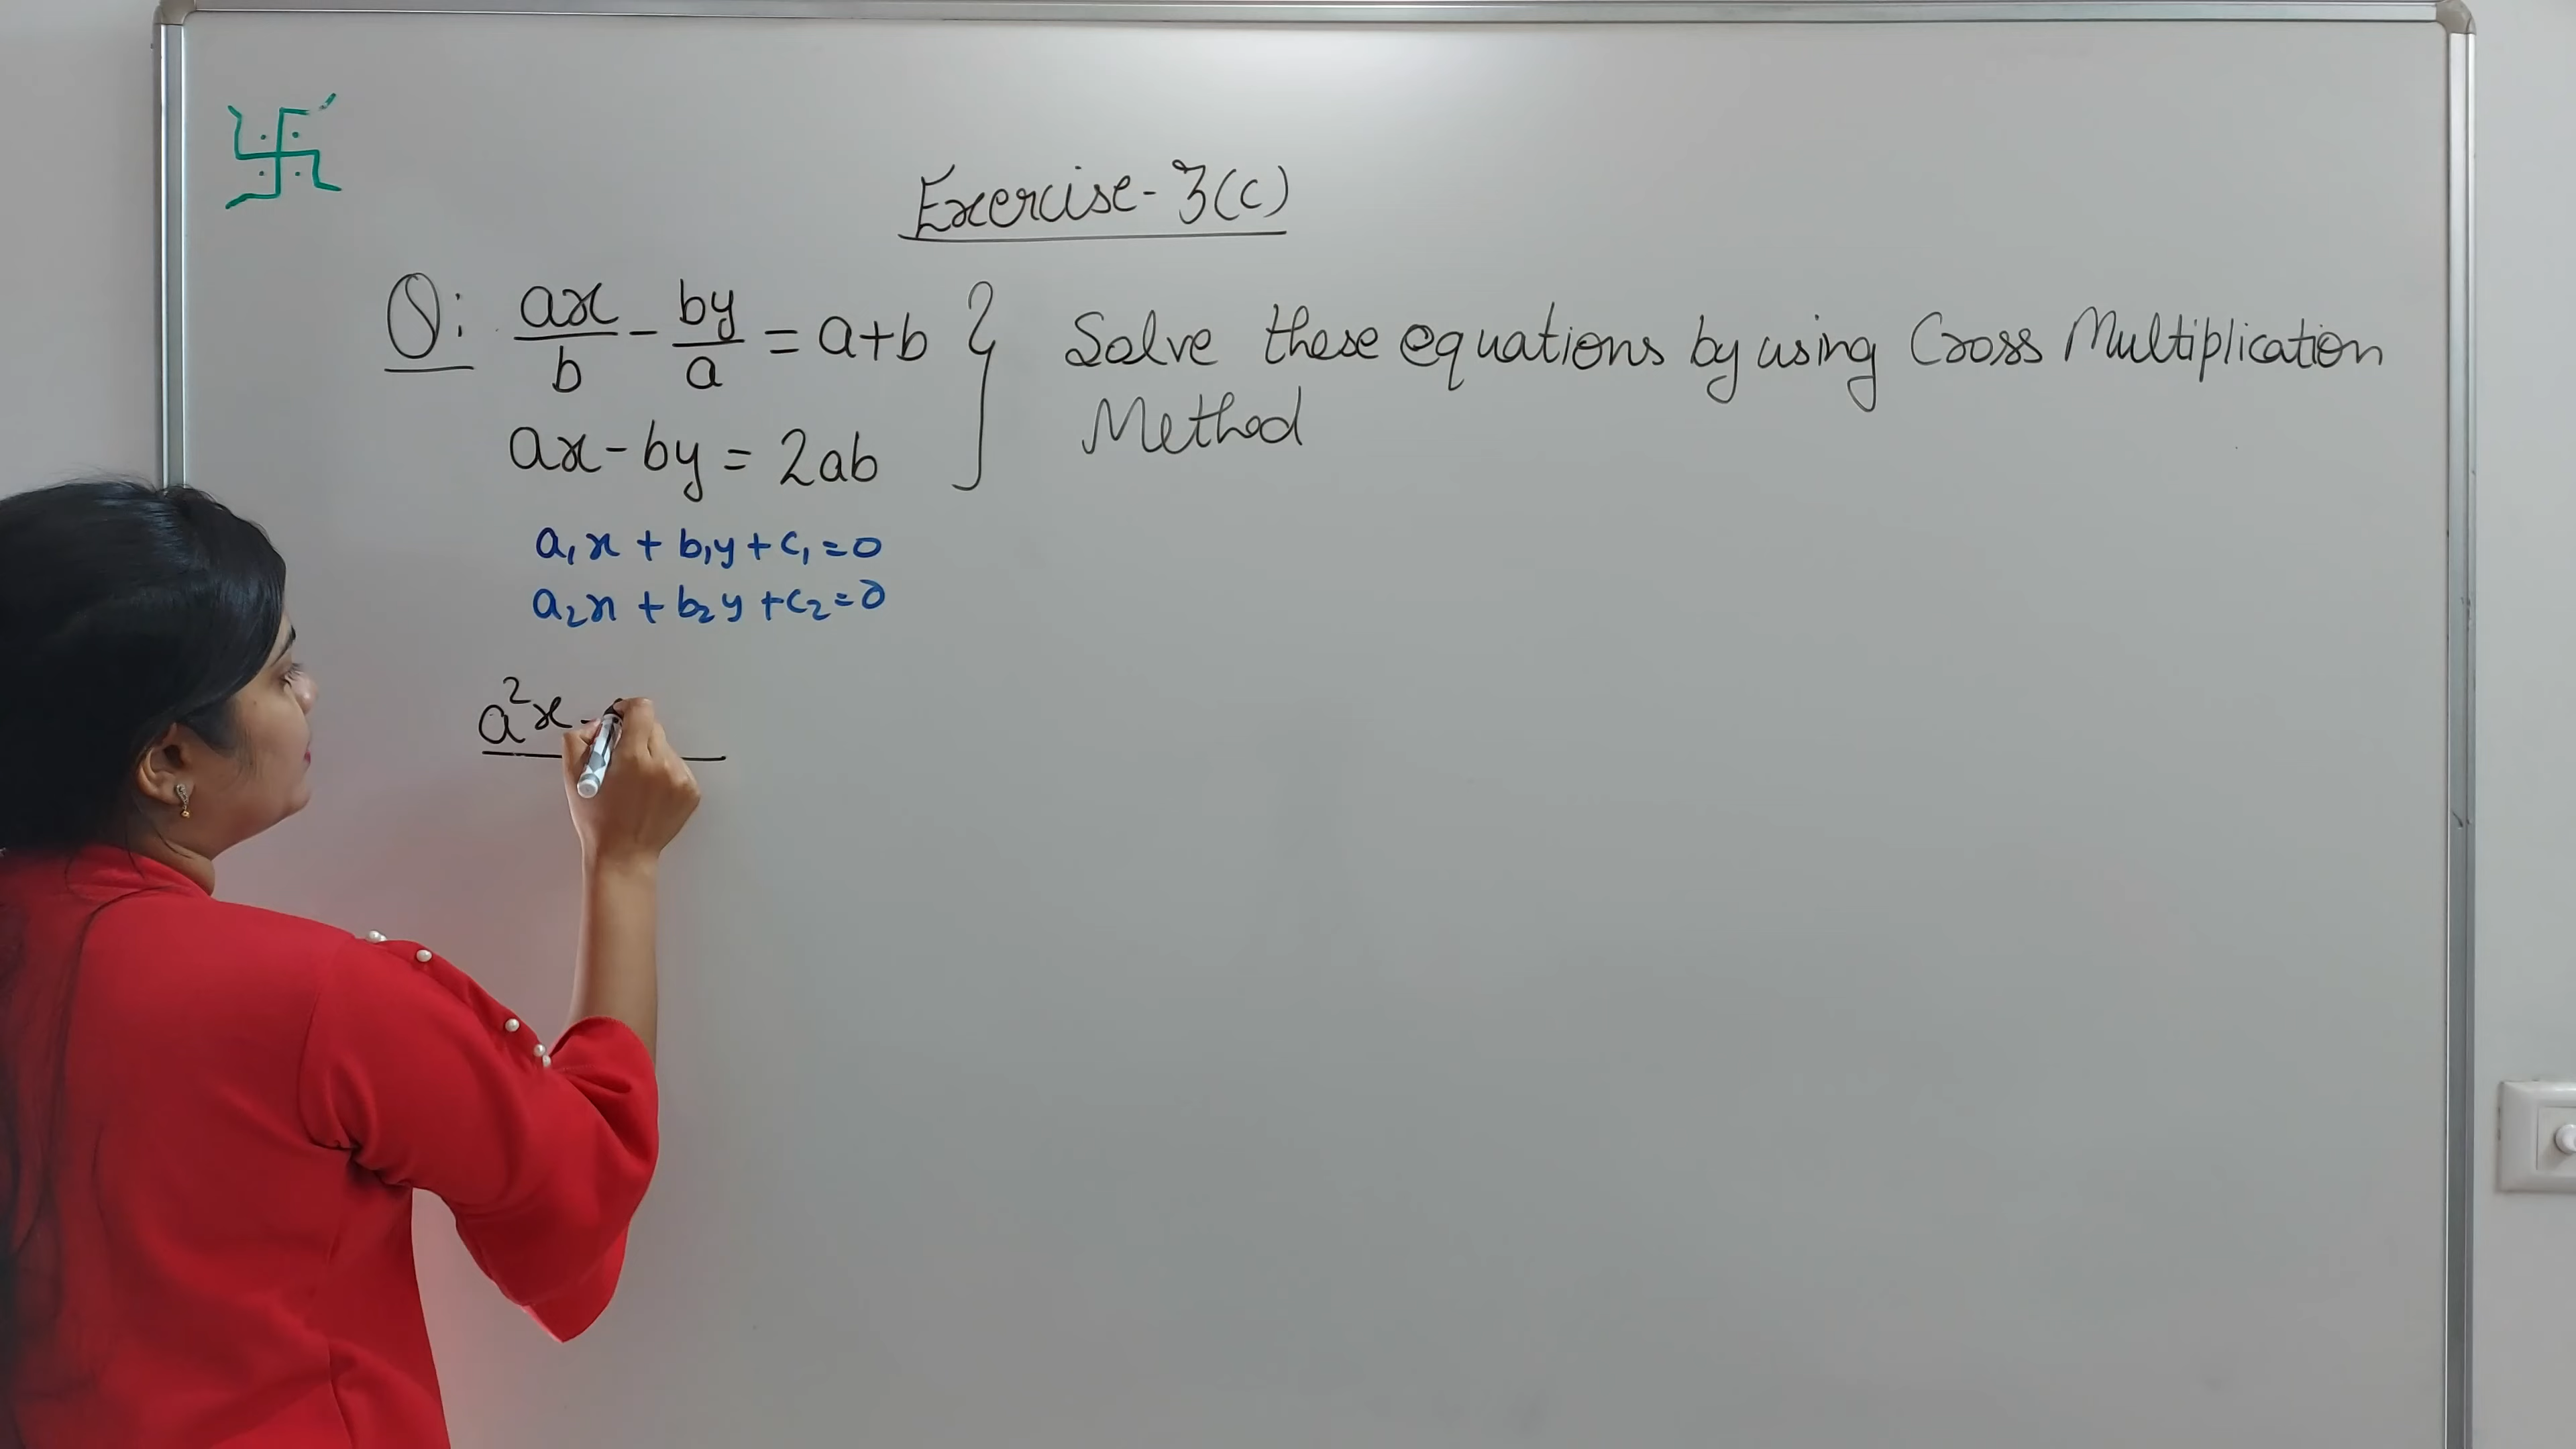 Exercise-3(C)
Q: ax/b - by/a = a+b } Solve these equations by using Cross Multiplication
Method
ax - by = 2ab
a₁x + b₁y + c₁ = 0
a₂x + b₂y + c₂ = 0
a²x -